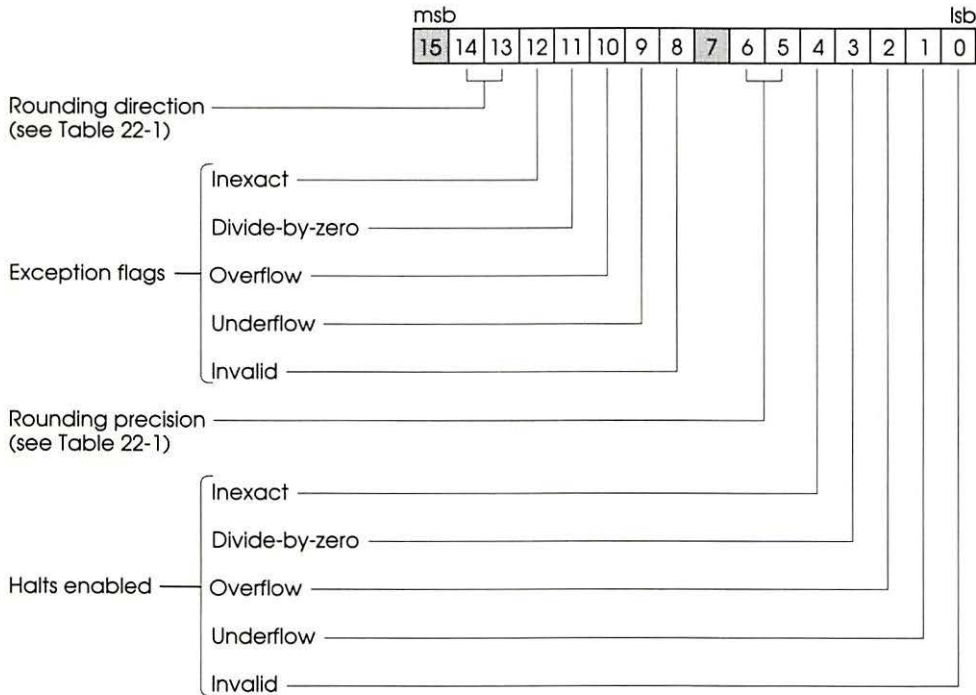 msb lsb
15 14 13 12 11 10 9 8 7 6 5 4 3 2 1 0
Rounding direction
(see Table 22-1)
Inexact
Divide-by-zero
Exception flags
Overflow
Underflow
Invalid
Rounding precision
(see Table 22-1)
Inexact
Divide-by-zero
Halts enabled
Overflow
Underflow
Invalid